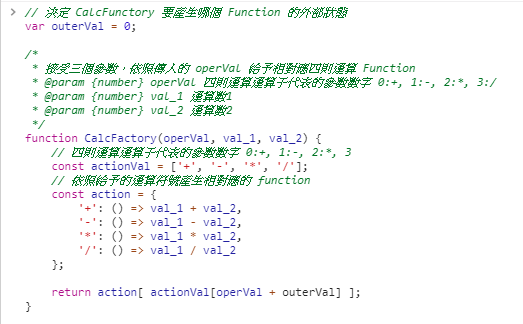 > // 決定 CalcFunctory 要產生哪個 Function 的外部狀態
var outerVal = 0;
/*
 * 接受三個參數，依照傳入的 operVal 給予相對應四則運算 Function
 * @param {number} operVal 四則運算運算子代表的參數數字 0:+, 1:-, 2:*, 3:/
 * @param {number} val_1 運算數1
 * @param {number} val_2 運算數2
 */
function CalcFactory(operVal, val_1, val_2) {
    // 四則運算運算子代表的參數數字 0:+, 1:-, 2:*, 3
    const actionVal = ['+', '-', '*', '/'];
    // 依照給予的運算符號產生相對應的 function
    const action = {
        '+': () => val_1 + val_2,
        '-': () => val_1 - val_2,
        '*': () => val_1 * val_2,
        '/': () => val_1 / val_2
    };
    return action[ actionVal[operVal + outerVal] ];
}